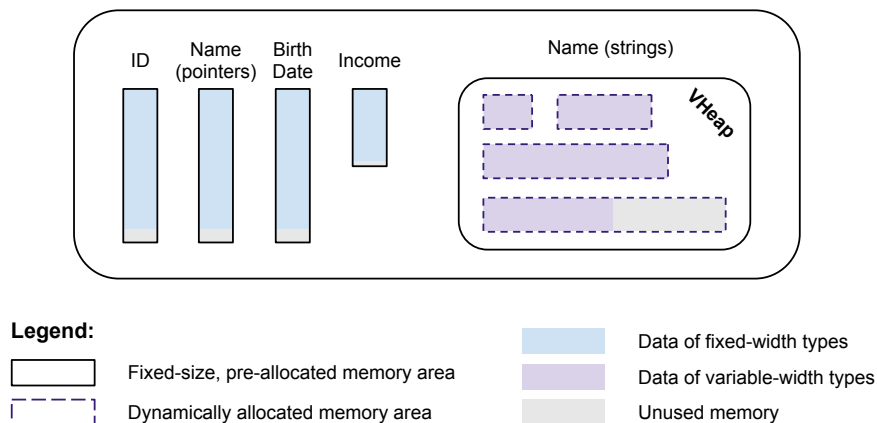 ID
Name
(pointers)
Birth
Date
Income
Name (strings)
VHeap
Legend:
Fixed-size, pre-allocated memory area
Dynamically allocated memory area
Data of fixed-width types
Data of variable-width types
Unused memory